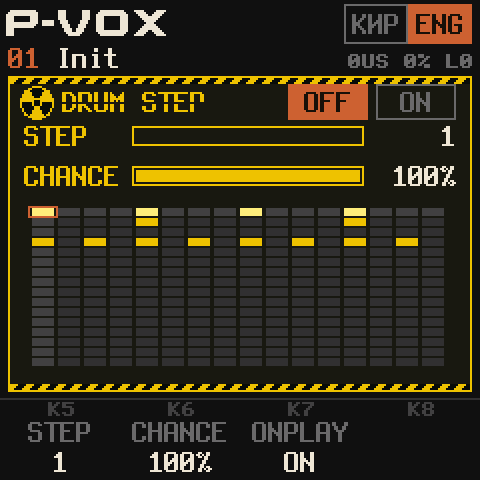 P-VOX
КИР ENG
01 Init 0US 0% L0
DRUM STEP OFF ON
STEP 1
CHANCE 100%
K5 K6 K7 K8
STEP CHANCE ONPLAY
1 100% ON